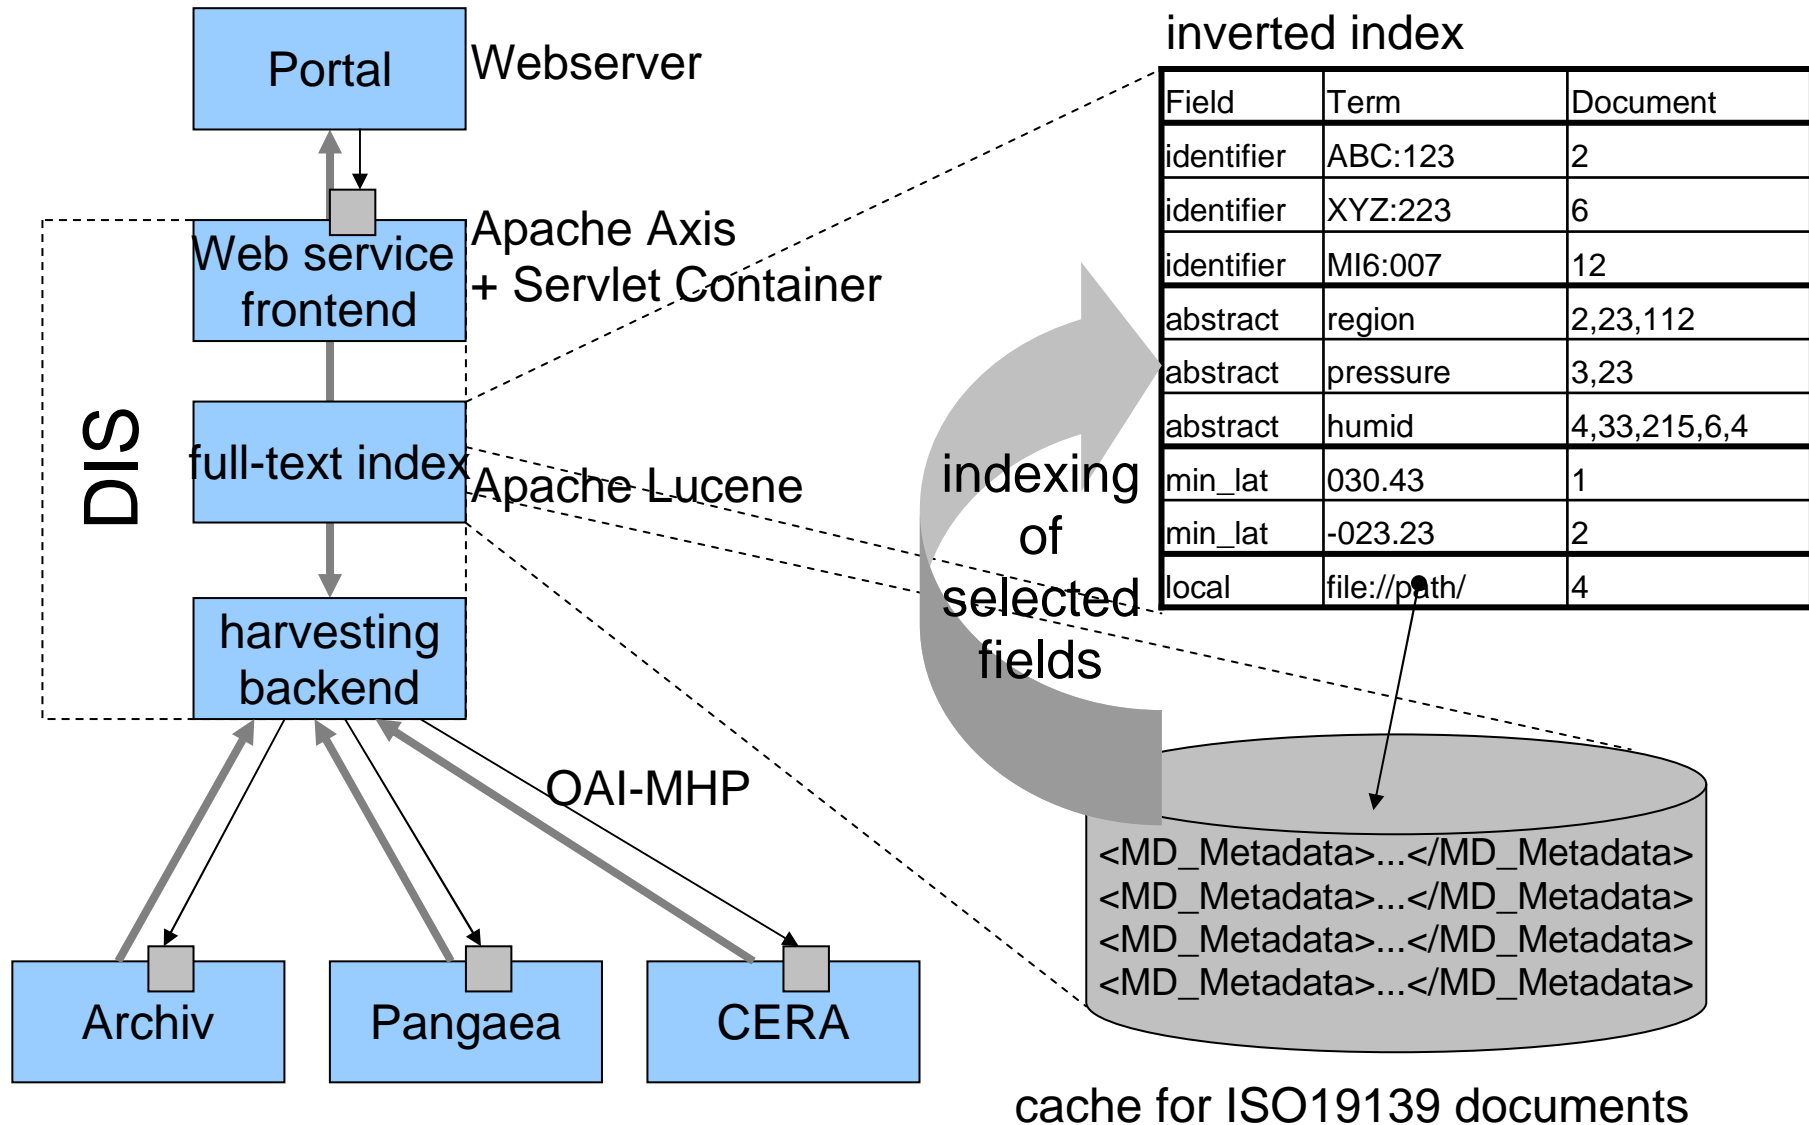 Portal
Webserver
Web service
frontend
Apache Axis
+ Servlet Container
DIS
full-text index
Apache Lucene
harvesting
backend
OAI-MHP
Archiv
Pangaea
CERA
inverted index
Field Term Document
identifier ABC:123 2
identifier XYZ:223 6
identifier MI6:007 12
abstract region 2,23,112
abstract pressure 3,23
abstract humid 4,33,215,6,4
min_lat 030.43 1
min_lat -023.23 2
local file://path/ 4
indexing
of
selected
fields
<MD_Metadata>...</MD_Metadata>
<MD_Metadata>...</MD_Metadata>
<MD_Metadata>...</MD_Metadata>
<MD_Metadata>...</MD_Metadata>
cache for ISO19139 documents